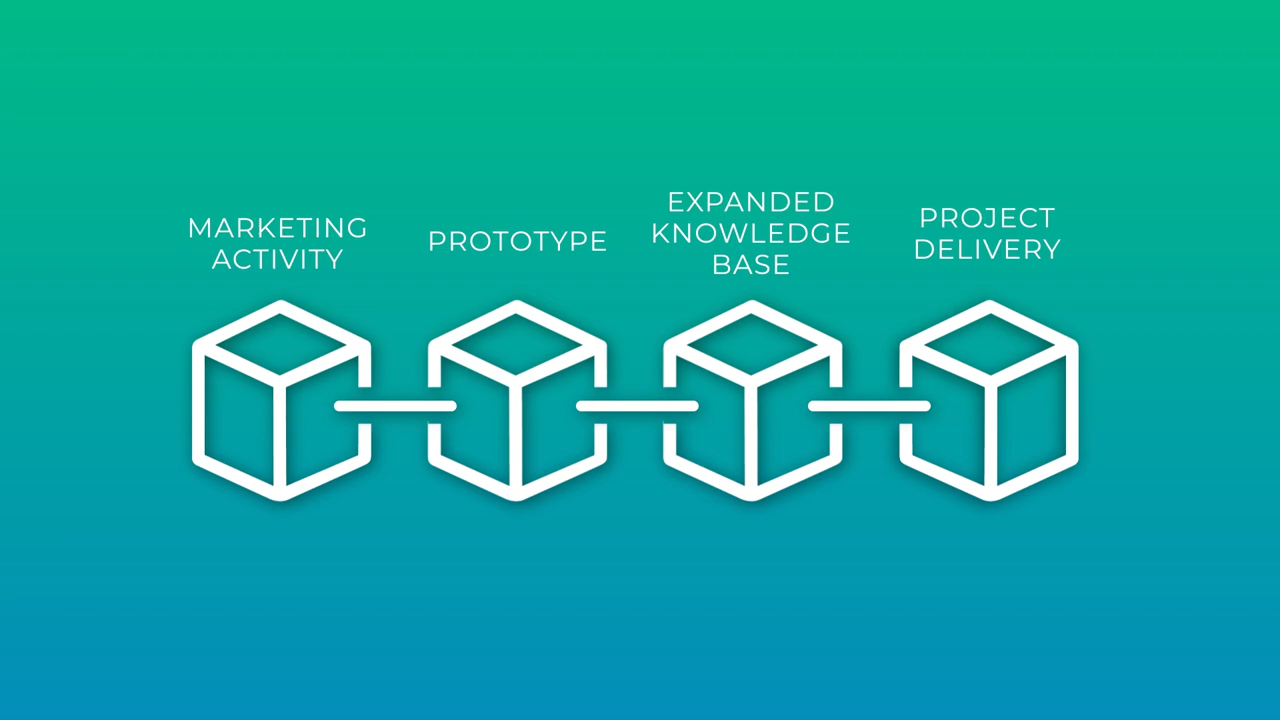 MARKETING
ACTIVITY
PROTOTYPE
EXPANDED
KNOWLEDGE
BASE
PROJECT
DELIVERY